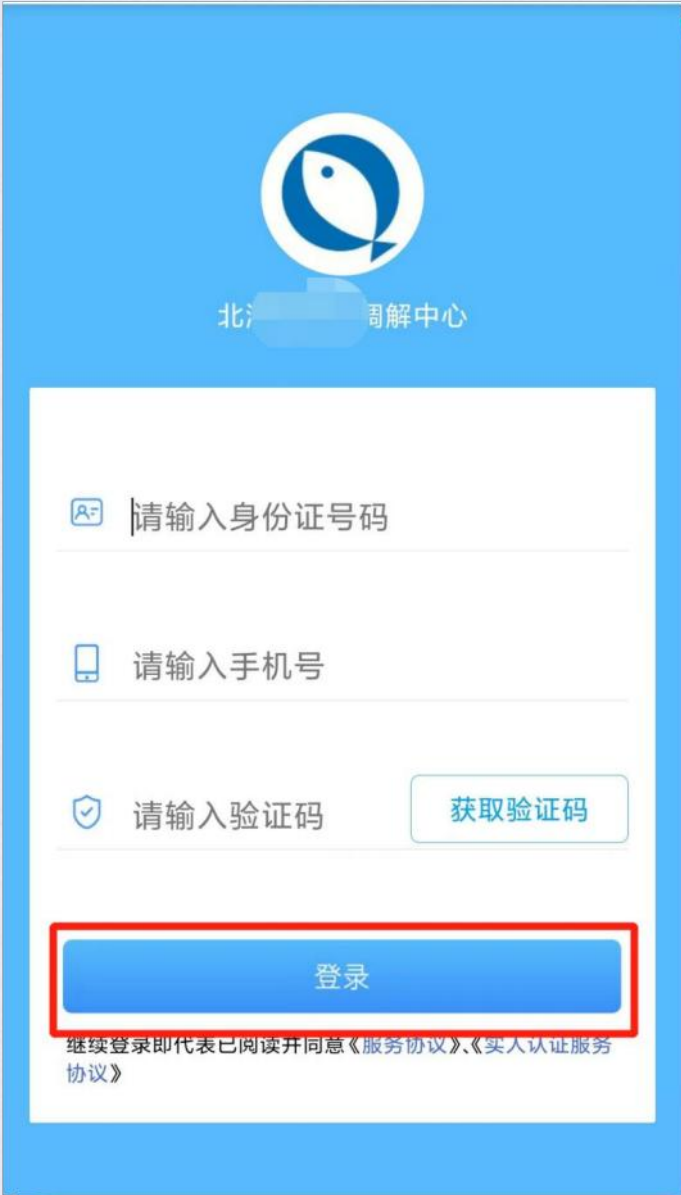 北 调解中心
请输入身份证号码
请输入手机号
请输入验证码
获取验证码
登录
继续登录即代表已阅读并同意《服务协议》、《实人认证服务
协议》